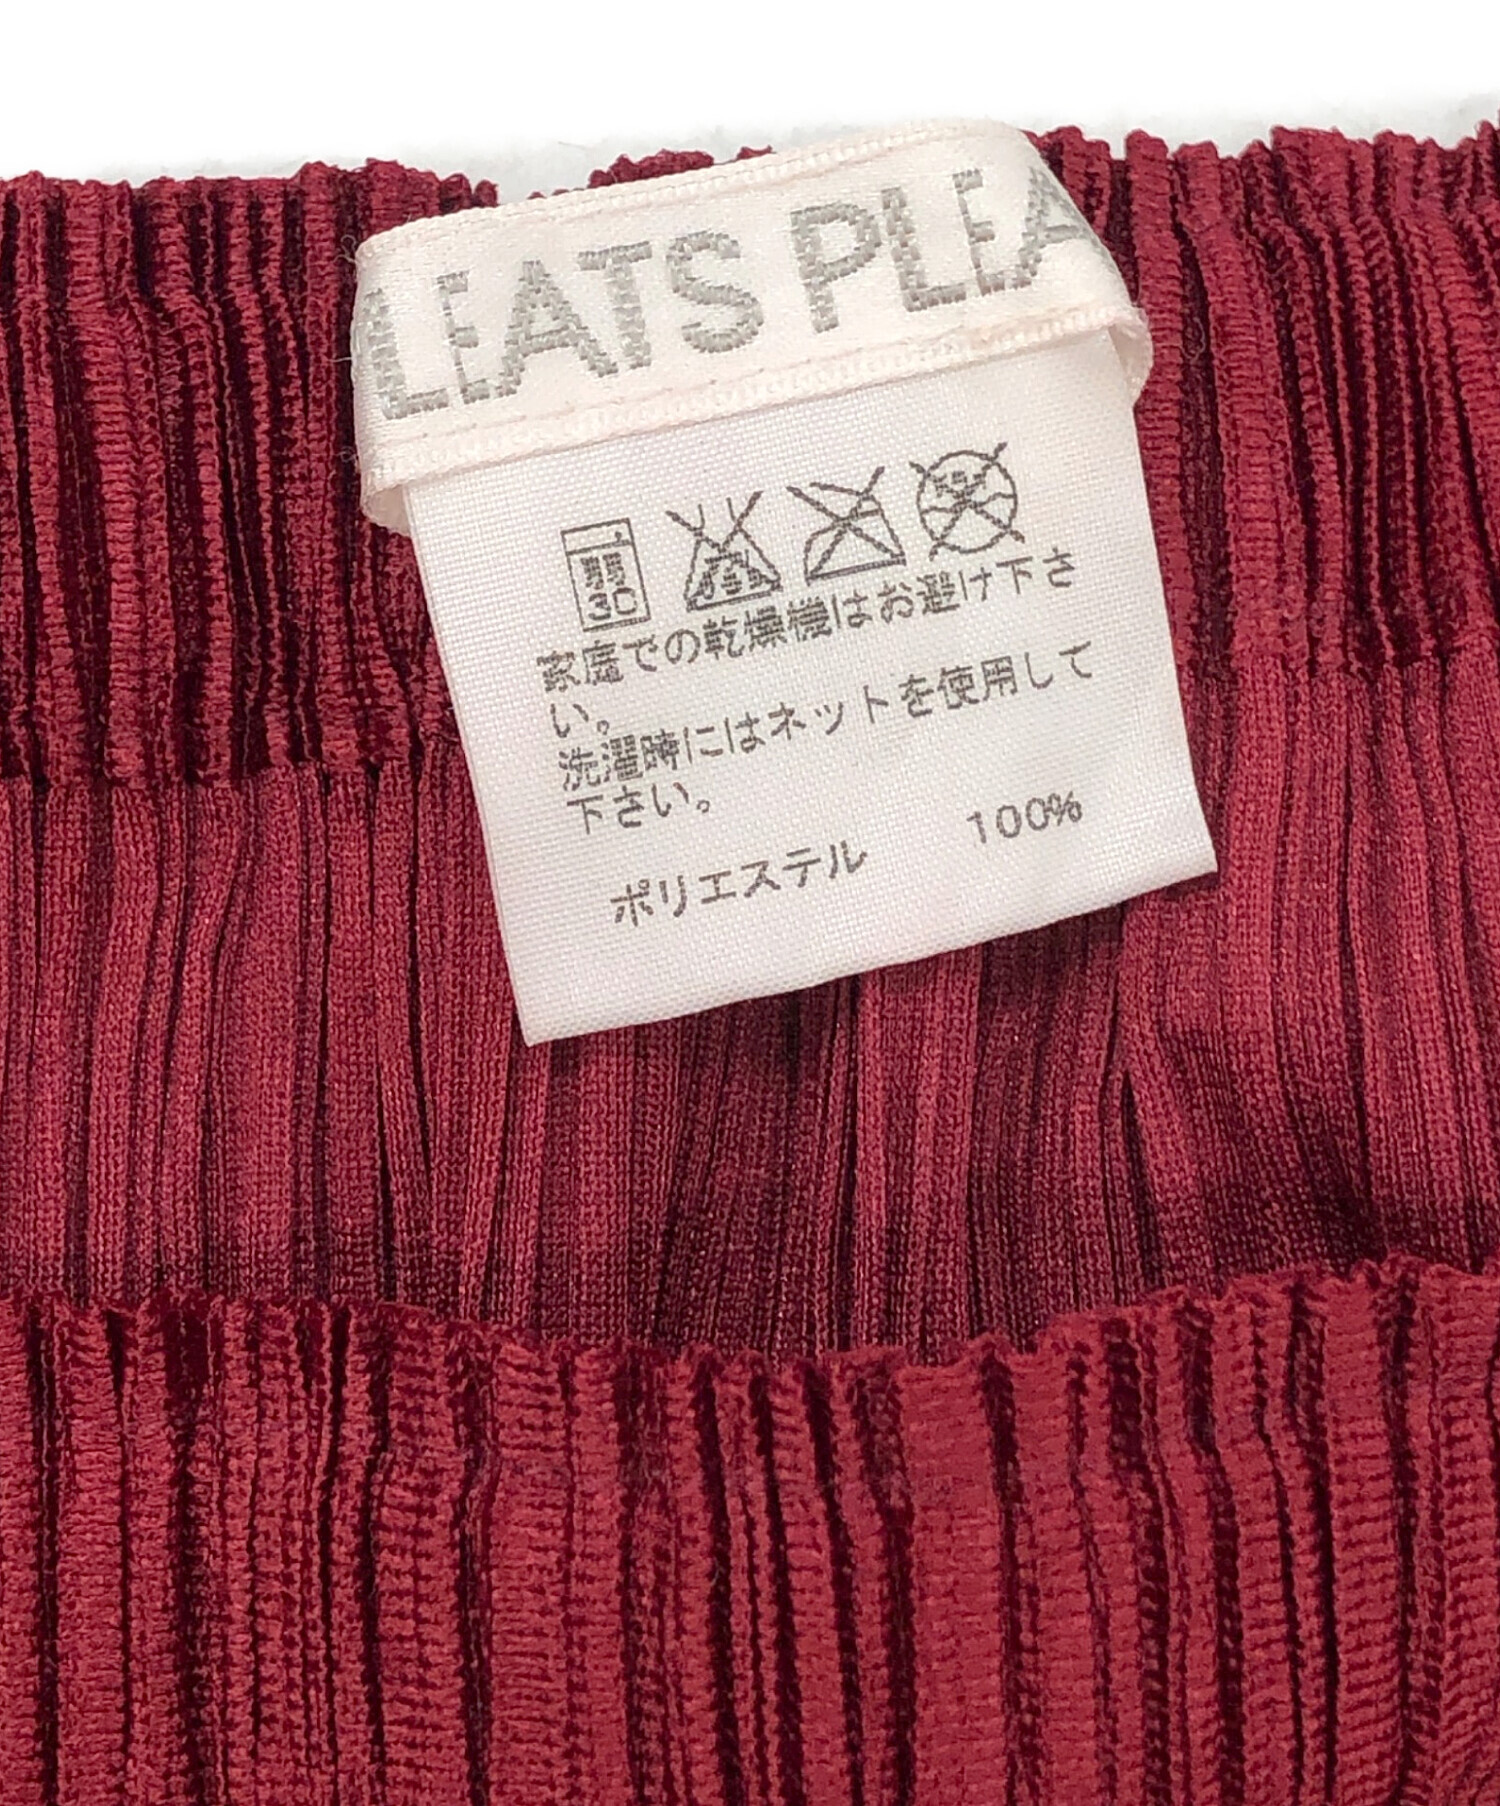 LEATS PLEA
弱
30
家庭での乾燥機はお避け下さ
い。
洗濯時にはネットを使用して
下さい。
ポリエステル 100%